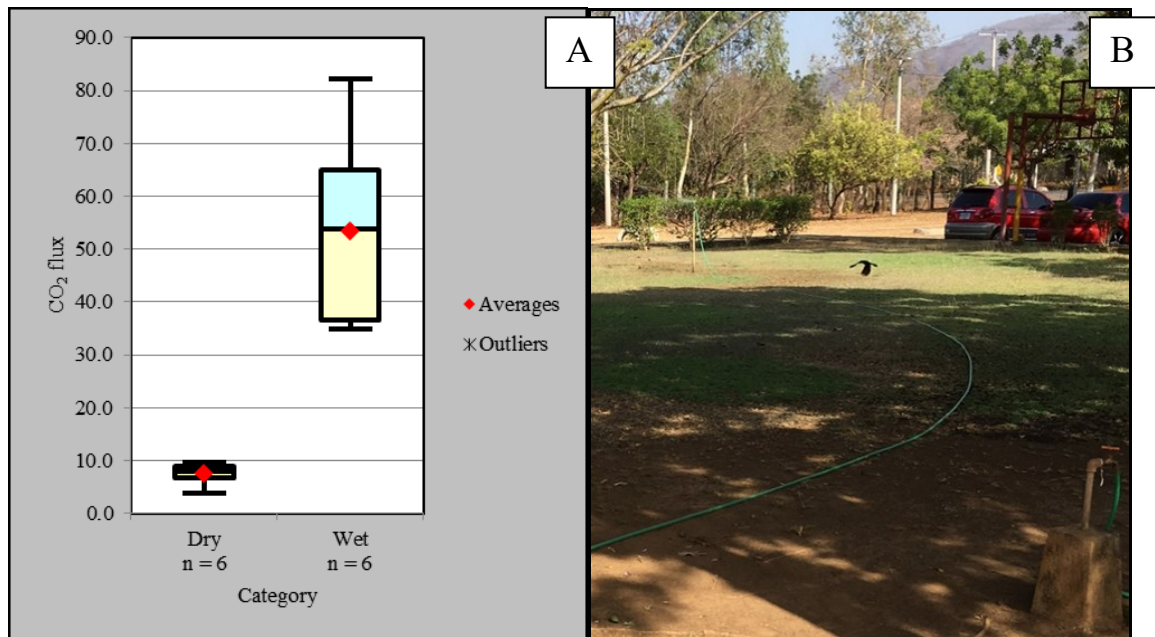 90.0
80.0
70.0
60.0
50.0
40.0
30.0
20.0
10.0
0.0
CO₂ flux
Dry
n = 6
Wet
n = 6
Category
Averages
Outliers
A
B